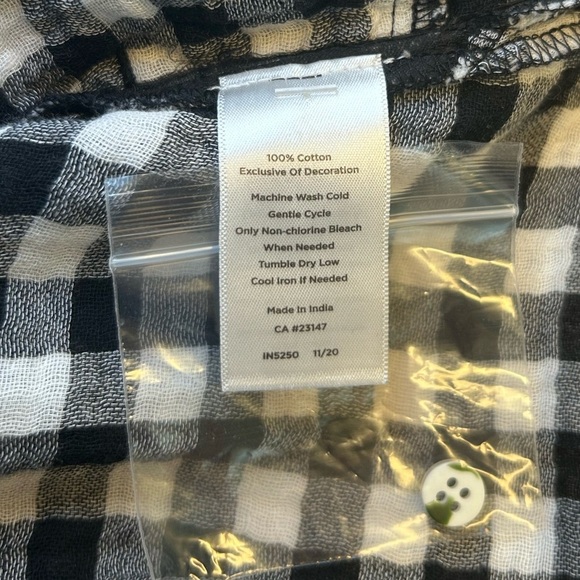 100% Cotton
Exclusive Of Decoration
Machine Wash Cold
Gentle Cycle
Only Non-chlorine Bleach
When Needed
Tumble Dry Low
Cool Iron If Needed
Made In India
CA #23147
IN5250 11/20